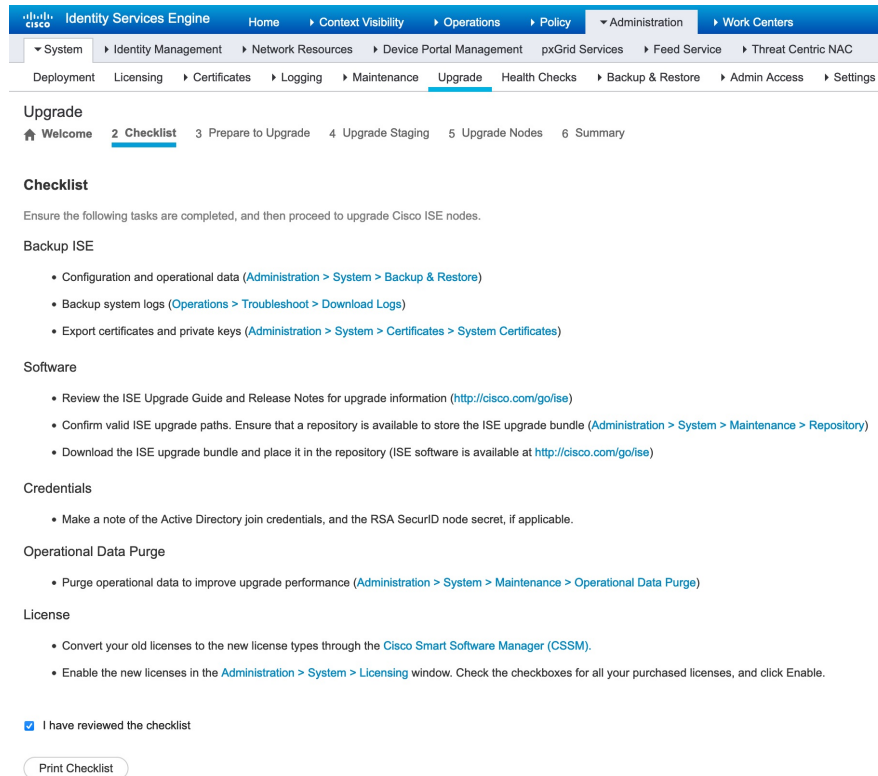 CISCO Identity Services Engine Home Context Visibility Operations Policy Administration Work Centers
System Identity Management Network Resources Device Portal Management pxGrid Services Feed Service Threat Centric NAC
Deployment Licensing Certificates Logging Maintenance Upgrade Health Checks Backup & Restore Admin Access Settings
Upgrade
Welcome 2 Checklist 3 Prepare to Upgrade 4 Upgrade Staging 5 Upgrade Nodes 6 Summary
Checklist
Ensure the following tasks are completed, and then proceed to upgrade Cisco ISE nodes.
Backup ISE
• Configuration and operational data (Administration > System > Backup & Restore)
• Backup system logs (Operations > Troubleshoot > Download Logs)
• Export certificates and private keys (Administration > System > Certificates > System Certificates)
Software
• Review the ISE Upgrade Guide and Release Notes for upgrade information (http://cisco.com/go/ise)
• Confirm valid ISE upgrade paths. Ensure that a repository is available to store the ISE upgrade bundle (Administration > System > Maintenance > Repository)
• Download the ISE upgrade bundle and place it in the repository (ISE software is available at http://cisco.com/go/ise)
Credentials
• Make a note of the Active Directory join credentials, and the RSA SecurID node secret, if applicable.
Operational Data Purge
• Purge operational data to improve upgrade performance (Administration > System > Maintenance > Operational Data Purge)
License
• Convert your old licenses to the new license types through the Cisco Smart Software Manager (CSSM).
• Enable the new licenses in the Administration > System > Licensing window. Check the checkboxes for all your purchased licenses, and click Enable.
I have reviewed the checklist
Print Checklist